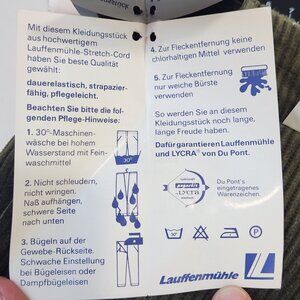 Mit diesem Kleidungsstück
aus hochwertigem
Lauffenmühle-Stretch-Cord
haben Sie beste Qualität
gewählt:
dauerelastisch, strapazier-
fähig, pflegeleicht.
Beachten Sie bitte die fol-
genden Pflege-Hinweise:
1. 30°-Maschinen-
wäsche bei hohem
Wasserstand mit Fein-
waschmittel
30°
2. Nicht schleudern,
nicht wringen.
Naß aufhängen,
schwere Seite
nach unten
3. Bügeln auf der
Gewebe-Rückseite.
Schwache Einstellung
bei Bügeleisen oder
Dampfbügeleisen
4. Zur Fleckentfernung keine
chlorhaltigen Mittel verwenden
5. Zur Fleckentfernung
nur weiche Bürste
verwenden
So werden Sie an diesem
Kleidungsstück noch lange,
lange Freude haben.
Dafür garantieren Lauffenmühle
und LYCRA® von Du Pont.
LYCRA
Du Pont's
eingetragenes
Warenzeichen.
30
P
Lauffenmühle